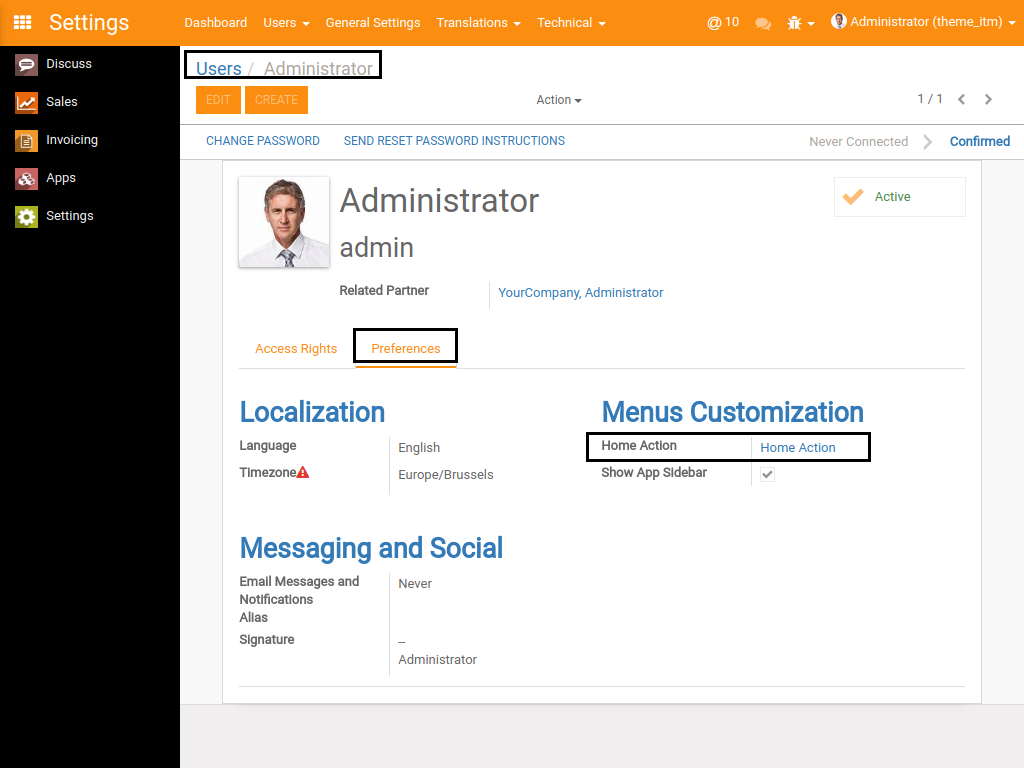 Settings
Dashboard Users General Settings Translations Technical @ 10 Administrator (theme_itm)
Discuss
Sales
Invoicing
Apps
Settings
Users / Administrator
EDIT CREATE Action 1 / 1
CHANGE PASSWORD SEND RESET PASSWORD INSTRUCTIONS Never Connected Confirmed
Administrator
admin
Active
Related Partner YourCompany, Administrator
Access Rights Preferences
Localization
Language English
Timezone Europe/Brussels
Menus Customization
Home Action Home Action
Show App Sidebar
Messaging and Social
Email Messages and Never
Notifications
Alias
Signature --
Administrator